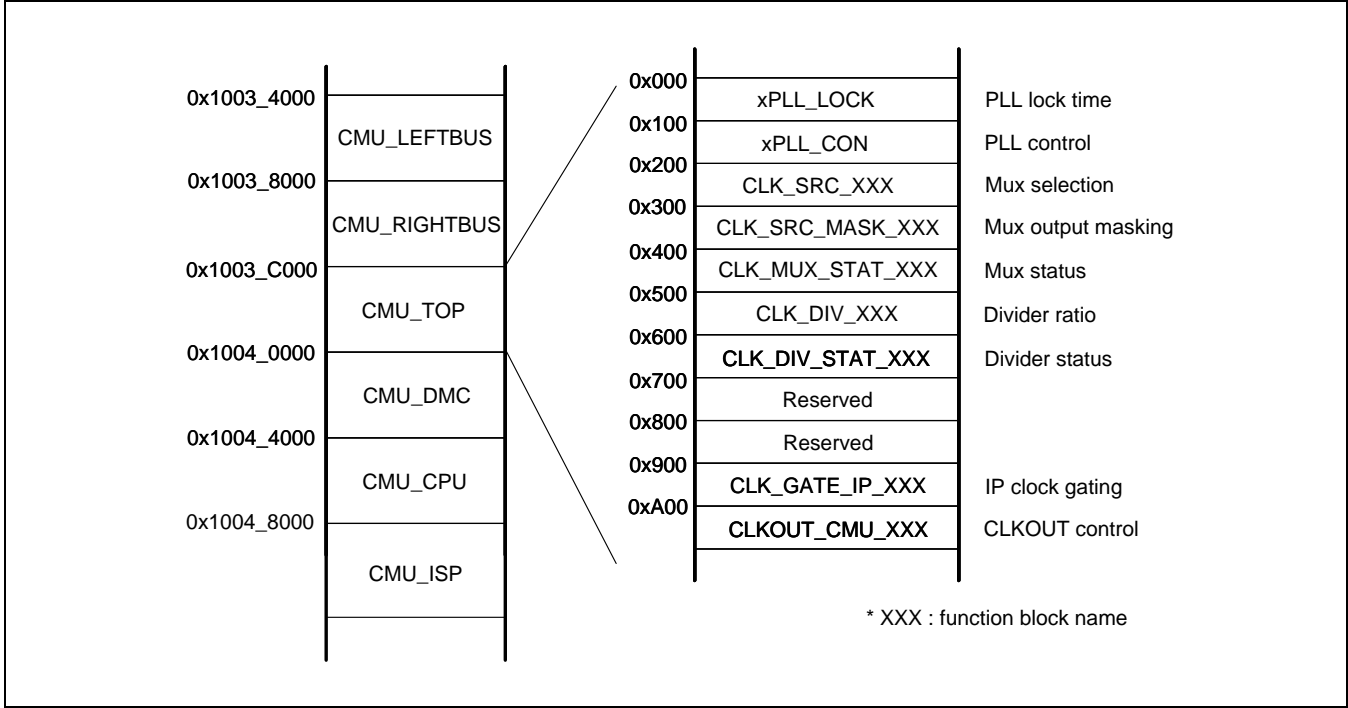 0x1003_4000
CMU_LEFTBUS
0x1003_8000
CMU_RIGHTBUS
0x1003_C000
CMU_TOP
0x1004_0000
CMU_DMC
0x1004_4000
CMU_CPU
0x1004_8000
CMU_ISP
0x000
xPLL_LOCK PLL lock time
0x100
xPLL_CON PLL control
0x200
CLK_SRC_XXX Mux selection
0x300
CLK_SRC_MASK_XXX Mux output masking
0x400
CLK_MUX_STAT_XXX Mux status
0x500
CLK_DIV_XXX Divider ratio
0x600
CLK_DIV_STAT_XXX Divider status
0x700
Reserved
0x800
Reserved
0x900
CLK_GATE_IP_XXX IP clock gating
0xA00
CLKOUT_CMU_XXX CLKOUT control
* XXX : function block name